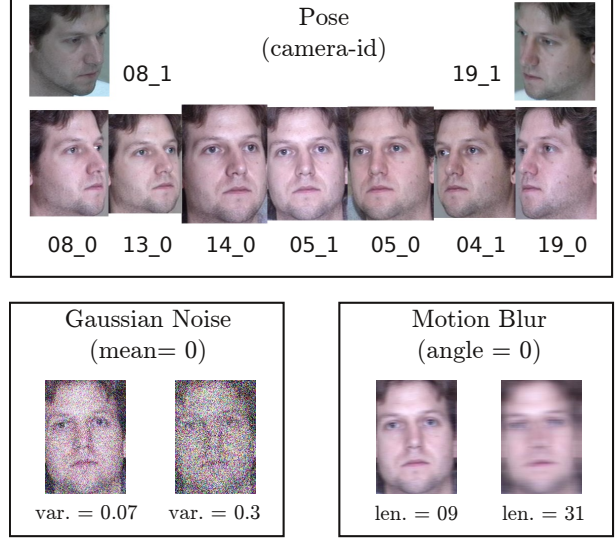 Pose
(camera-id)
08_1
19_1
08_0 13_0 14_0 05_1 05_0 04_1 19_0
Gaussian Noise
(mean= 0)
var. = 0.07 var. = 0.3
Motion Blur
(angle = 0)
len. = 09 len. = 31